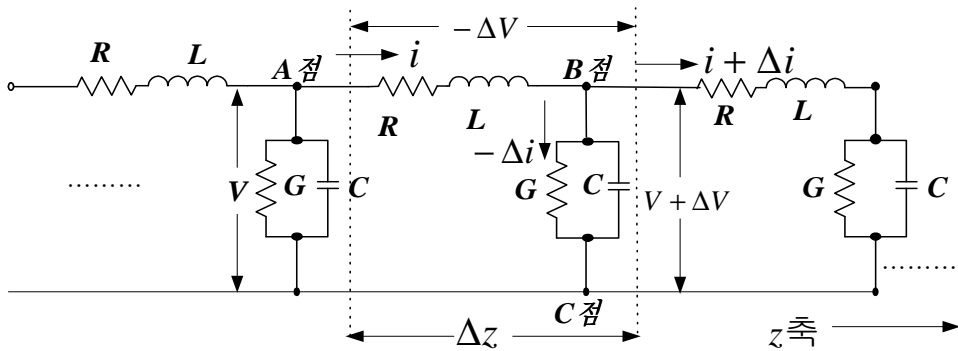 −ΔV
R L A점 i B점 i + Δi
R L R L
V G C −Δi G C V + ΔV G C
.........
.........
C점
Δz z축